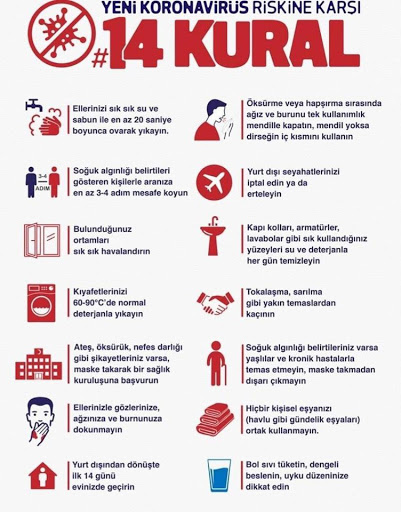 YENİ KORONAVİRÜS RİSKİNE KARŞI
#14 KURAL
Ellerinizi sık sık su ve
sabun ile en az 20 saniye
boyunca ovarak yıkayın.
Öksürme veya hapşırma sırasında
ağız ve burunu tek kullanımlık
mendille kapatın, mendil yoksa
dirseğin iç kısmını kullanın
3-4
ADIM
Soğuk algınlığı belirtileri
gösteren kişilerle aranıza
en az 3-4 adım mesafe koyun
Yurt dışı seyahatlerinizi
iptal edin ya da
erteleyin
Bulunduğunuz
ortamları
sık sık havalandırın
Kapı kolları, armatürler,
lavabolar gibi sık kullandığınız
yüzeyleri su ve deterjanla
her gün temizleyin
Kıyafetlerinizi
60-90°C'de normal
deterjanla yıkayın
Tokalaşma, sarılma
gibi yakın temaslardan
kaçının
Ateş, öksürük, nefes darlığı
gibi şikayetleriniz varsa,
maske takarak bir sağlık
kuruluşuna başvurun
Soğuk algınlığı belirtileriniz varsa
yaşlılar ve kronik hastalarla
temas etmeyin, maske takmadan
dışarı çıkmayın
Ellerinizle gözlerinize,
ağzınıza ve burnunuza
dokunmayın
Hiçbir kişisel eşyanızı
(havlu gibi gündelik eşyaları)
ortak kullanmayın.
Yurt dışından dönüşte
ilk 14 günü
evinizde geçirin
Bol sıvı tüketin, dengeli
beslenin, uyku düzeninize
dikkat edin